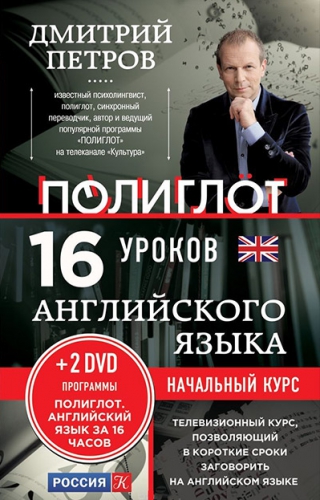 ДМИТРИЙ
ПЕТРОВ
известный психолингвист,
полиглот, синхронный
переводчик, автор и ведущий
популярной программы
«ПОЛИГЛОТ»
на телеканале «Культура»
ПОЛИГЛОТ
16 УРОКОВ
АНГЛИЙСКОГО
ЯЗЫКА
+ 2 DVD
ПРОГРАММЫ
ПОЛИГЛОТ.
АНГЛИЙСКИЙ
ЯЗЫК ЗА 16
ЧАСОВ
НАЧАЛЬНЫЙ КУРС
ТЕЛЕВИЗИОННЫЙ КУРС,
ПОЗВОЛЯЮЩИЙ
В КОРОТКИЕ СРОКИ
ЗАГОВОРИТЬ
НА АНГЛИЙСКОМ ЯЗЫКЕ
РОССИЯ К